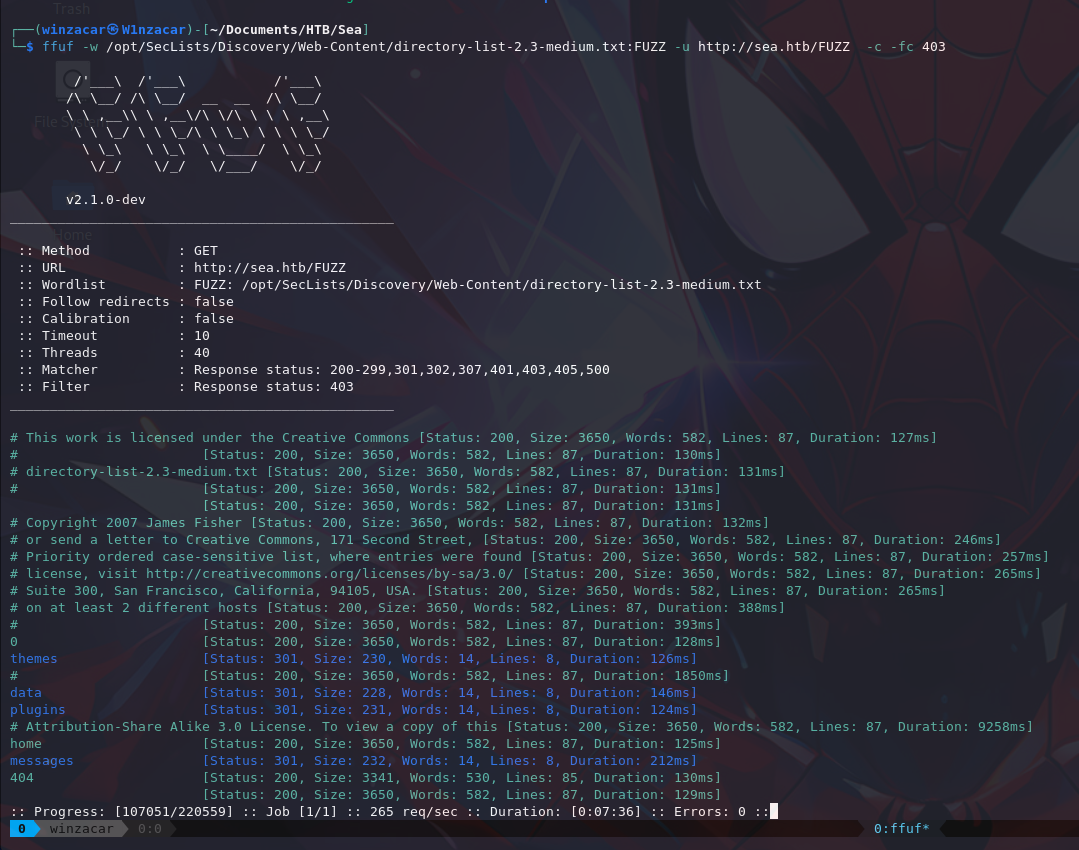 Trash
┌──(winzacar㉿W1nzacar)-[~/Documents/HTB/Sea]
└─$ ffuf -w /opt/SecLists/Discovery/Web-Content/directory-list-2.3-medium.txt:FUZZ -u http://sea.htb/FUZZ  -c -fc 403
        /'___\  /'___\           /'___\
       /\ \__/ /\ \__/  __  __  /\ \__/
       \ \ ,__\\ \ ,__\/\ \/\ \ \ \ ,__\
        \ \ \_/ \ \ \_/\ \ \_\ \ \ \ \_/
         \ \_\   \ \_\  \ \____/  \ \_\
          \/_/    \/_/   \/___/    \/_/
v2.1.0-dev
________________________________________________
Home
 :: Method           : GET
 :: URL              : http://sea.htb/FUZZ
 :: Wordlist         : FUZZ: /opt/SecLists/Discovery/Web-Content/directory-list-2.3-medium.txt
 :: Follow redirects : false
 :: Calibration      : false
 :: Timeout          : 10
 :: Threads          : 40
 :: Matcher          : Response status: 200-299,301,302,307,401,403,405,500
 :: Filter           : Response status: 403
________________________________________________
# This work is licensed under the Creative Commons [Status: 200, Size: 3650, Words: 582, Lines: 87, Duration: 127ms]
#                       [Status: 200, Size: 3650, Words: 582, Lines: 87, Duration: 130ms]
# directory-list-2.3-medium.txt [Status: 200, Size: 3650, Words: 582, Lines: 87, Duration: 131ms]
#                       [Status: 200, Size: 3650, Words: 582, Lines: 87, Duration: 131ms]
                        [Status: 200, Size: 3650, Words: 582, Lines: 87, Duration: 131ms]
# Copyright 2007 James Fisher [Status: 200, Size: 3650, Words: 582, Lines: 87, Duration: 132ms]
# or send a letter to Creative Commons, 171 Second Street, [Status: 200, Size: 3650, Words: 582, Lines: 87, Duration: 246ms]
# Priority ordered case-sensitive list, where entries were found [Status: 200, Size: 3650, Words: 582, Lines: 87, Duration: 257ms]
# license, visit http://creativecommons.org/licenses/by-sa/3.0/ [Status: 200, Size: 3650, Words: 582, Lines: 87, Duration: 265ms]
# Suite 300, San Francisco, California, 94105, USA. [Status: 200, Size: 3650, Words: 582, Lines: 87, Duration: 265ms]
# on at least 2 different hosts [Status: 200, Size: 3650, Words: 582, Lines: 87, Duration: 388ms]
#                       [Status: 200, Size: 3650, Words: 582, Lines: 87, Duration: 393ms]
0                       [Status: 200, Size: 3650, Words: 582, Lines: 87, Duration: 128ms]
themes                  [Status: 301, Size: 230, Words: 14, Lines: 8, Duration: 126ms]
#                       [Status: 200, Size: 3650, Words: 582, Lines: 87, Duration: 1850ms]
data                    [Status: 301, Size: 228, Words: 14, Lines: 8, Duration: 146ms]
plugins                 [Status: 301, Size: 231, Words: 14, Lines: 8, Duration: 124ms]
# Attribution-Share Alike 3.0 License. To view a copy of this [Status: 200, Size: 3650, Words: 582, Lines: 87, Duration: 9258ms]
home                    [Status: 200, Size: 3650, Words: 582, Lines: 87, Duration: 125ms]
messages                [Status: 301, Size: 232, Words: 14, Lines: 8, Duration: 212ms]
404                     [Status: 200, Size: 3341, Words: 530, Lines: 85, Duration: 130ms]
                        [Status: 200, Size: 3650, Words: 582, Lines: 87, Duration: 129ms]
:: Progress: [107051/220559] :: Job [1/1] :: 265 req/sec :: Duration: [0:07:36] :: Errors: 0 ::
0  winzacar  0:0  0:ffuf*